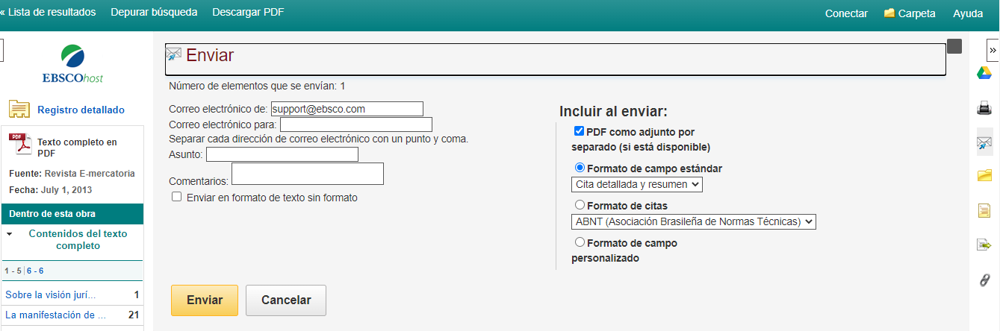 « Lista de resultados Depurar búsqueda Descargar PDF Conectar Carpeta Ayuda
EBSCOhost
Registro detallado
PDF
Texto completo en
PDF
Fuente: Revista E-mercatoria
Fecha: July 1, 2013
Dentro de esta obra
Contenidos del texto
completo
1 - 5 6 - 6
Sobre la visión jurí... 1
La manifestación de ... 21
Enviar
Número de elementos que se envían: 1
Correo electrónico de: support@ebsco.com
Correo electrónico para:
Separar cada dirección de correo electrónico con un punto y coma.
Asunto:
Comentarios:
Enviar en formato de texto sin formato
Incluir al enviar:
PDF como adjunto por
separado (si está disponible)
Formato de campo estándar
Cita detallada y resumen
Formato de citas
ABNT (Asociación Brasileña de Normas Técnicas)
Formato de campo
personalizado
Enviar Cancelar
»